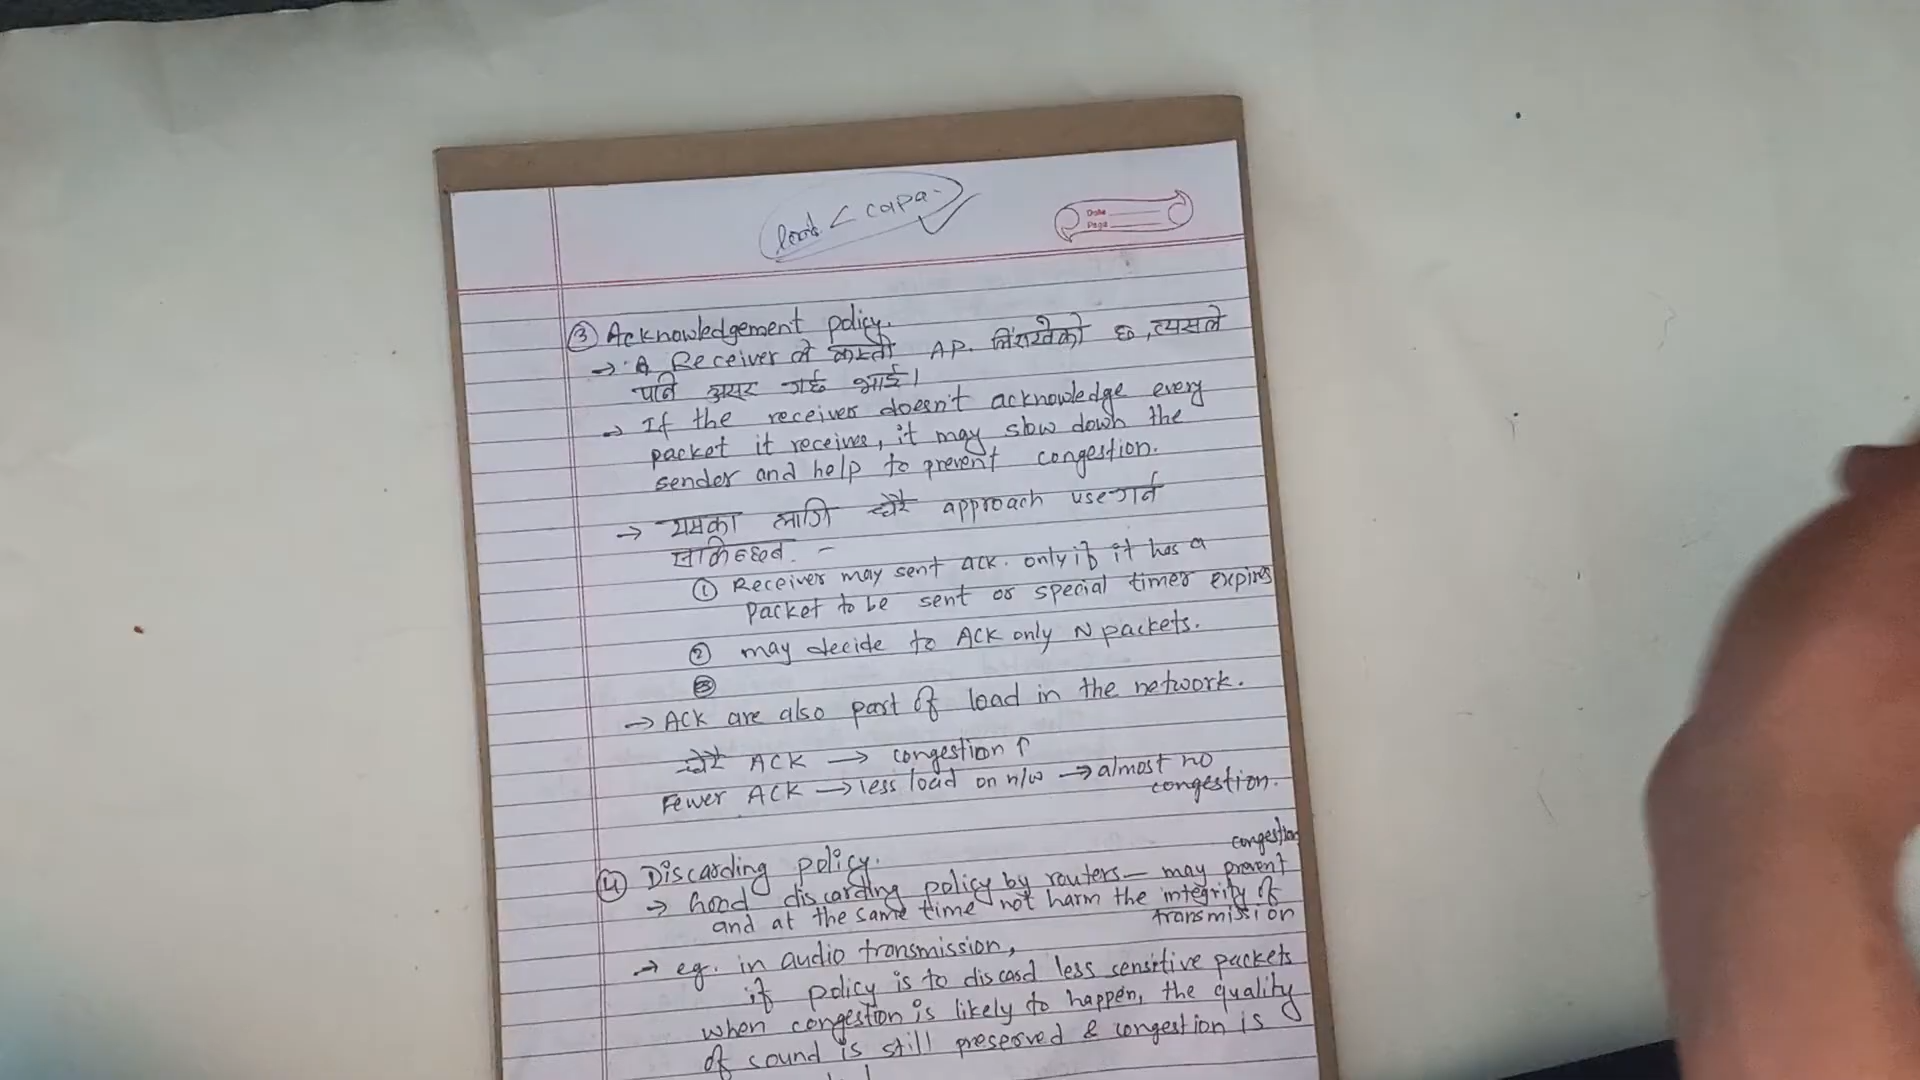 load < capa.
Date
Page
③ Acknowledgement policy.
→ A Receiver ले कस्तो AP. लिराखेको छ, त्यसले
पनि असर गर्छ भाई।
→ If the receiver doesn't acknowledge every
packet it receives, it may slow down the
sender and help to prevent congestion.
→ यसका लागि धेरै approach use गर्न
सकिन्छन् -
① Receiver may sent ack. only if it has a
packet to be sent or special timer expires
② may decide to ACK only N packets.
③
→ ACK are also part of load in the network.
धेरै ACK → congestion ↑
Fewer ACK → less load on n/w → almost no
congestion.
④ Discarding policy.
→ Good discarding policy by routers — may prevent congestion
and at the same time not harm the integrity of
transmission
→ eg. in audio transmission,
if policy is to discard less sensitive packets
when congestion is likely to happen, the quality
of sound is still preserved & congestion is